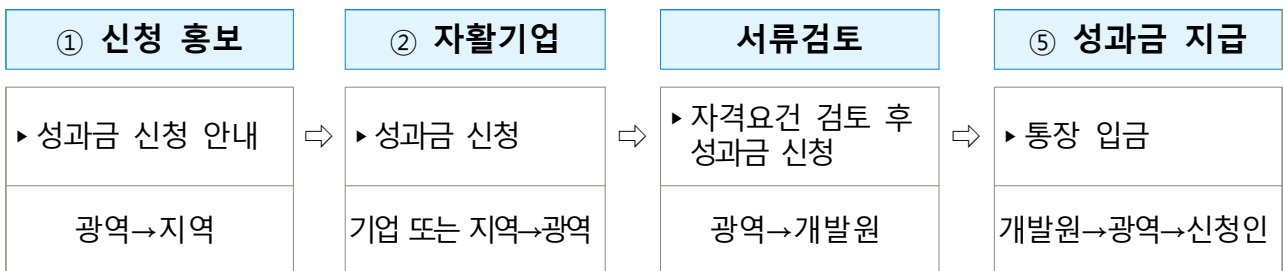 ① 신청 홍보
② 자활기업
서류검토
⑤ 성과금 지급
▸성과금 신청 안내
⇨
▸성과금 신청
⇨
▸자격요건 검토 후
성과금 신청
⇨
▸통장 입금
광역→지역
기업 또는 지역→광역
광역→개발원
개발원→광역→신청인